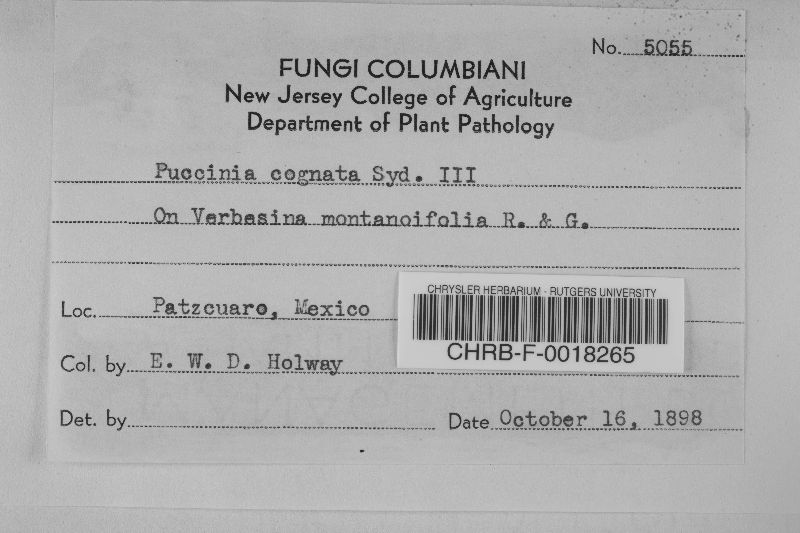 No. 5055
FUNGI COLUMBIANI
New Jersey College of Agriculture
Department of Plant Pathology
Puccinia cognata Syd. III
On Verbesina montanoifolia R. & G.
Loc. Patzcuaro, Mexico
CHRYSLER HERBARIUM - RUTGERS UNIVERSITY
CHRB-F-0018265
Col. by E. W. D. Holway
Det. by
Date October 16, 1898